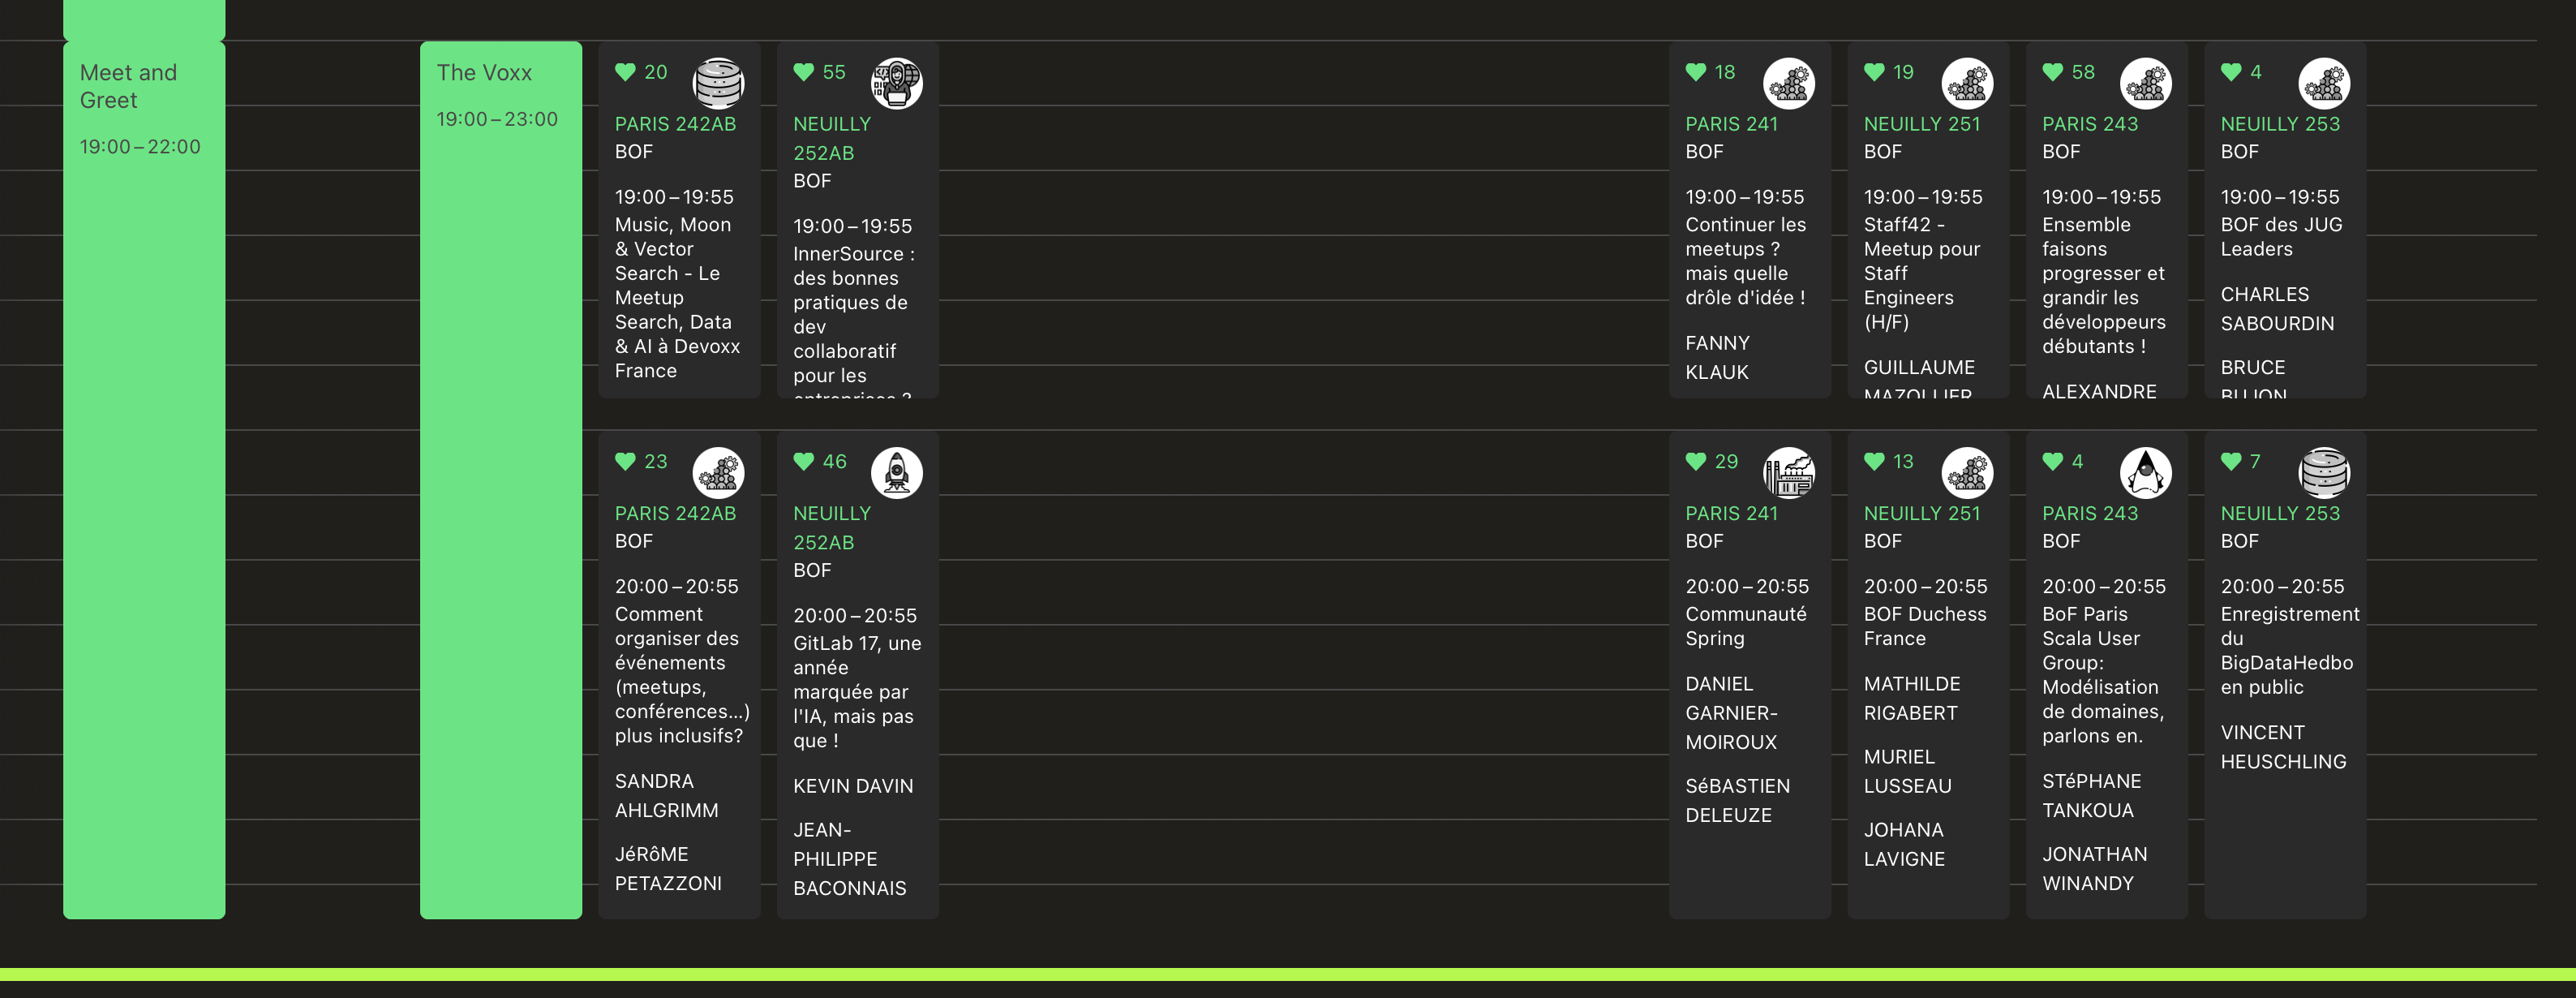 Meet and
Greet
19:00–22:00
The Voxx
19:00–23:00
20
PARIS 242AB
BOF
19:00–19:55
Music, Moon
& Vector
Search - Le
Meetup
Search, Data
& AI à Devoxx
France
55
NEUILLY
252AB
BOF
19:00–19:55
InnerSource :
des bonnes
pratiques de
dev
collaboratif
pour les
entreprises ?
18
PARIS 241
BOF
19:00–19:55
Continuer les
meetups ?
mais quelle
drôle d'idée !
FANNY
KLAUK
19
NEUILLY 251
BOF
19:00–19:55
Staff42 -
Meetup pour
Staff
Engineers
(H/F)
GUILLAUME
MAZOLLIER
58
PARIS 243
BOF
19:00–19:55
Ensemble
faisons
progresser et
grandir les
développeurs
débutants !
ALEXANDRE
4
NEUILLY 253
BOF
19:00–19:55
BOF des JUG
Leaders
CHARLES
SABOURDIN
BRUCE
BUJON
23
PARIS 242AB
BOF
20:00–20:55
Comment
organiser des
événements
(meetups,
conférences...)
plus inclusifs?
SANDRA
AHLGRIMM
JéRôME
PETAZZONI
46
NEUILLY
252AB
BOF
20:00–20:55
GitLab 17, une
année
marquée par
l'IA, mais pas
que !
KEVIN DAVIN
JEAN-
PHILIPPE
BACONNAIS
29
PARIS 241
BOF
20:00–20:55
Communauté
Spring
DANIEL
GARNIER-
MOIROUX
SéBASTIEN
DELEUZE
13
NEUILLY 251
BOF
20:00–20:55
BOF Duchess
France
MATHILDE
RIGABERT
MURIEL
LUSSEAU
JOHANA
LAVIGNE
4
PARIS 243
BOF
20:00–20:55
BoF Paris
Scala User
Group:
Modélisation
de domaines,
parlons en.
STéPHANE
TANKOUA
JONATHAN
WINANDY
7
NEUILLY 253
BOF
20:00–20:55
Enregistrement
du
BigDataHedbo
en public
VINCENT
HEUSCHLING